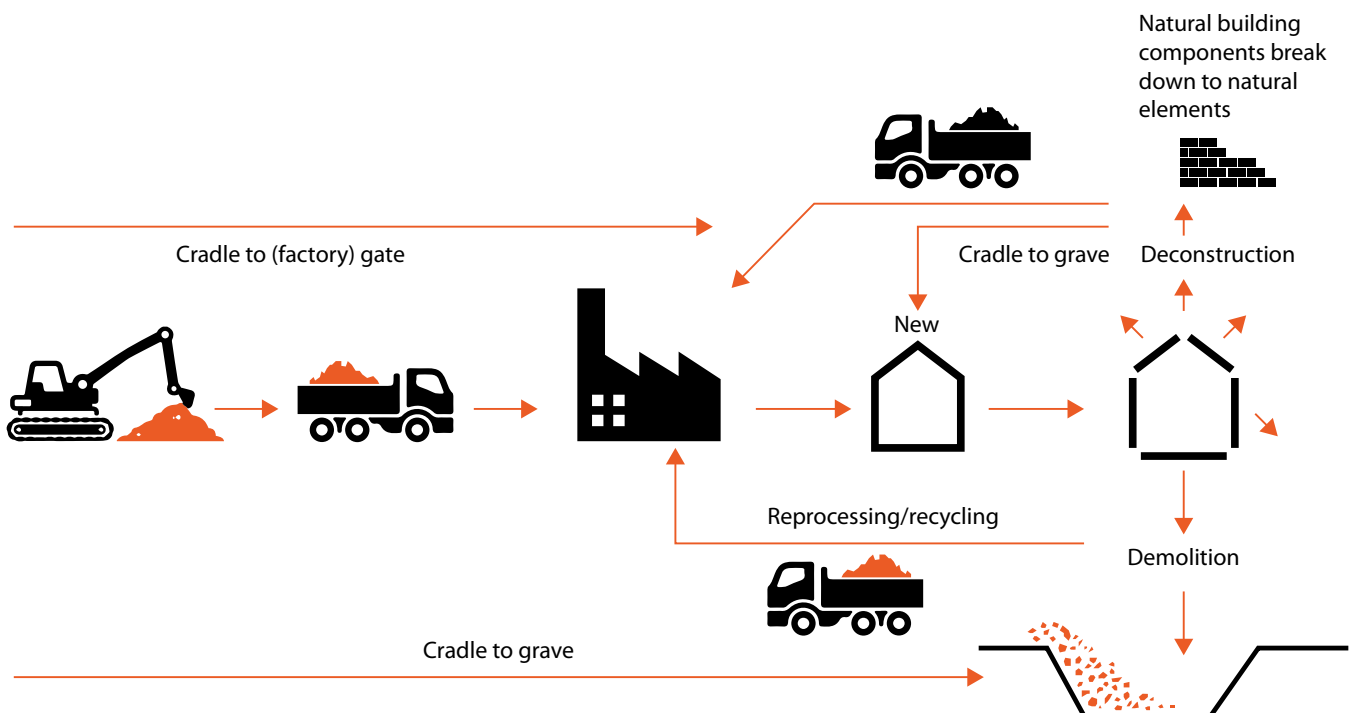 Natural building
components break
down to natural
elements
Cradle to (factory) gate
Cradle to grave
Deconstruction
New
Reprocessing/recycling
Demolition
Cradle to grave